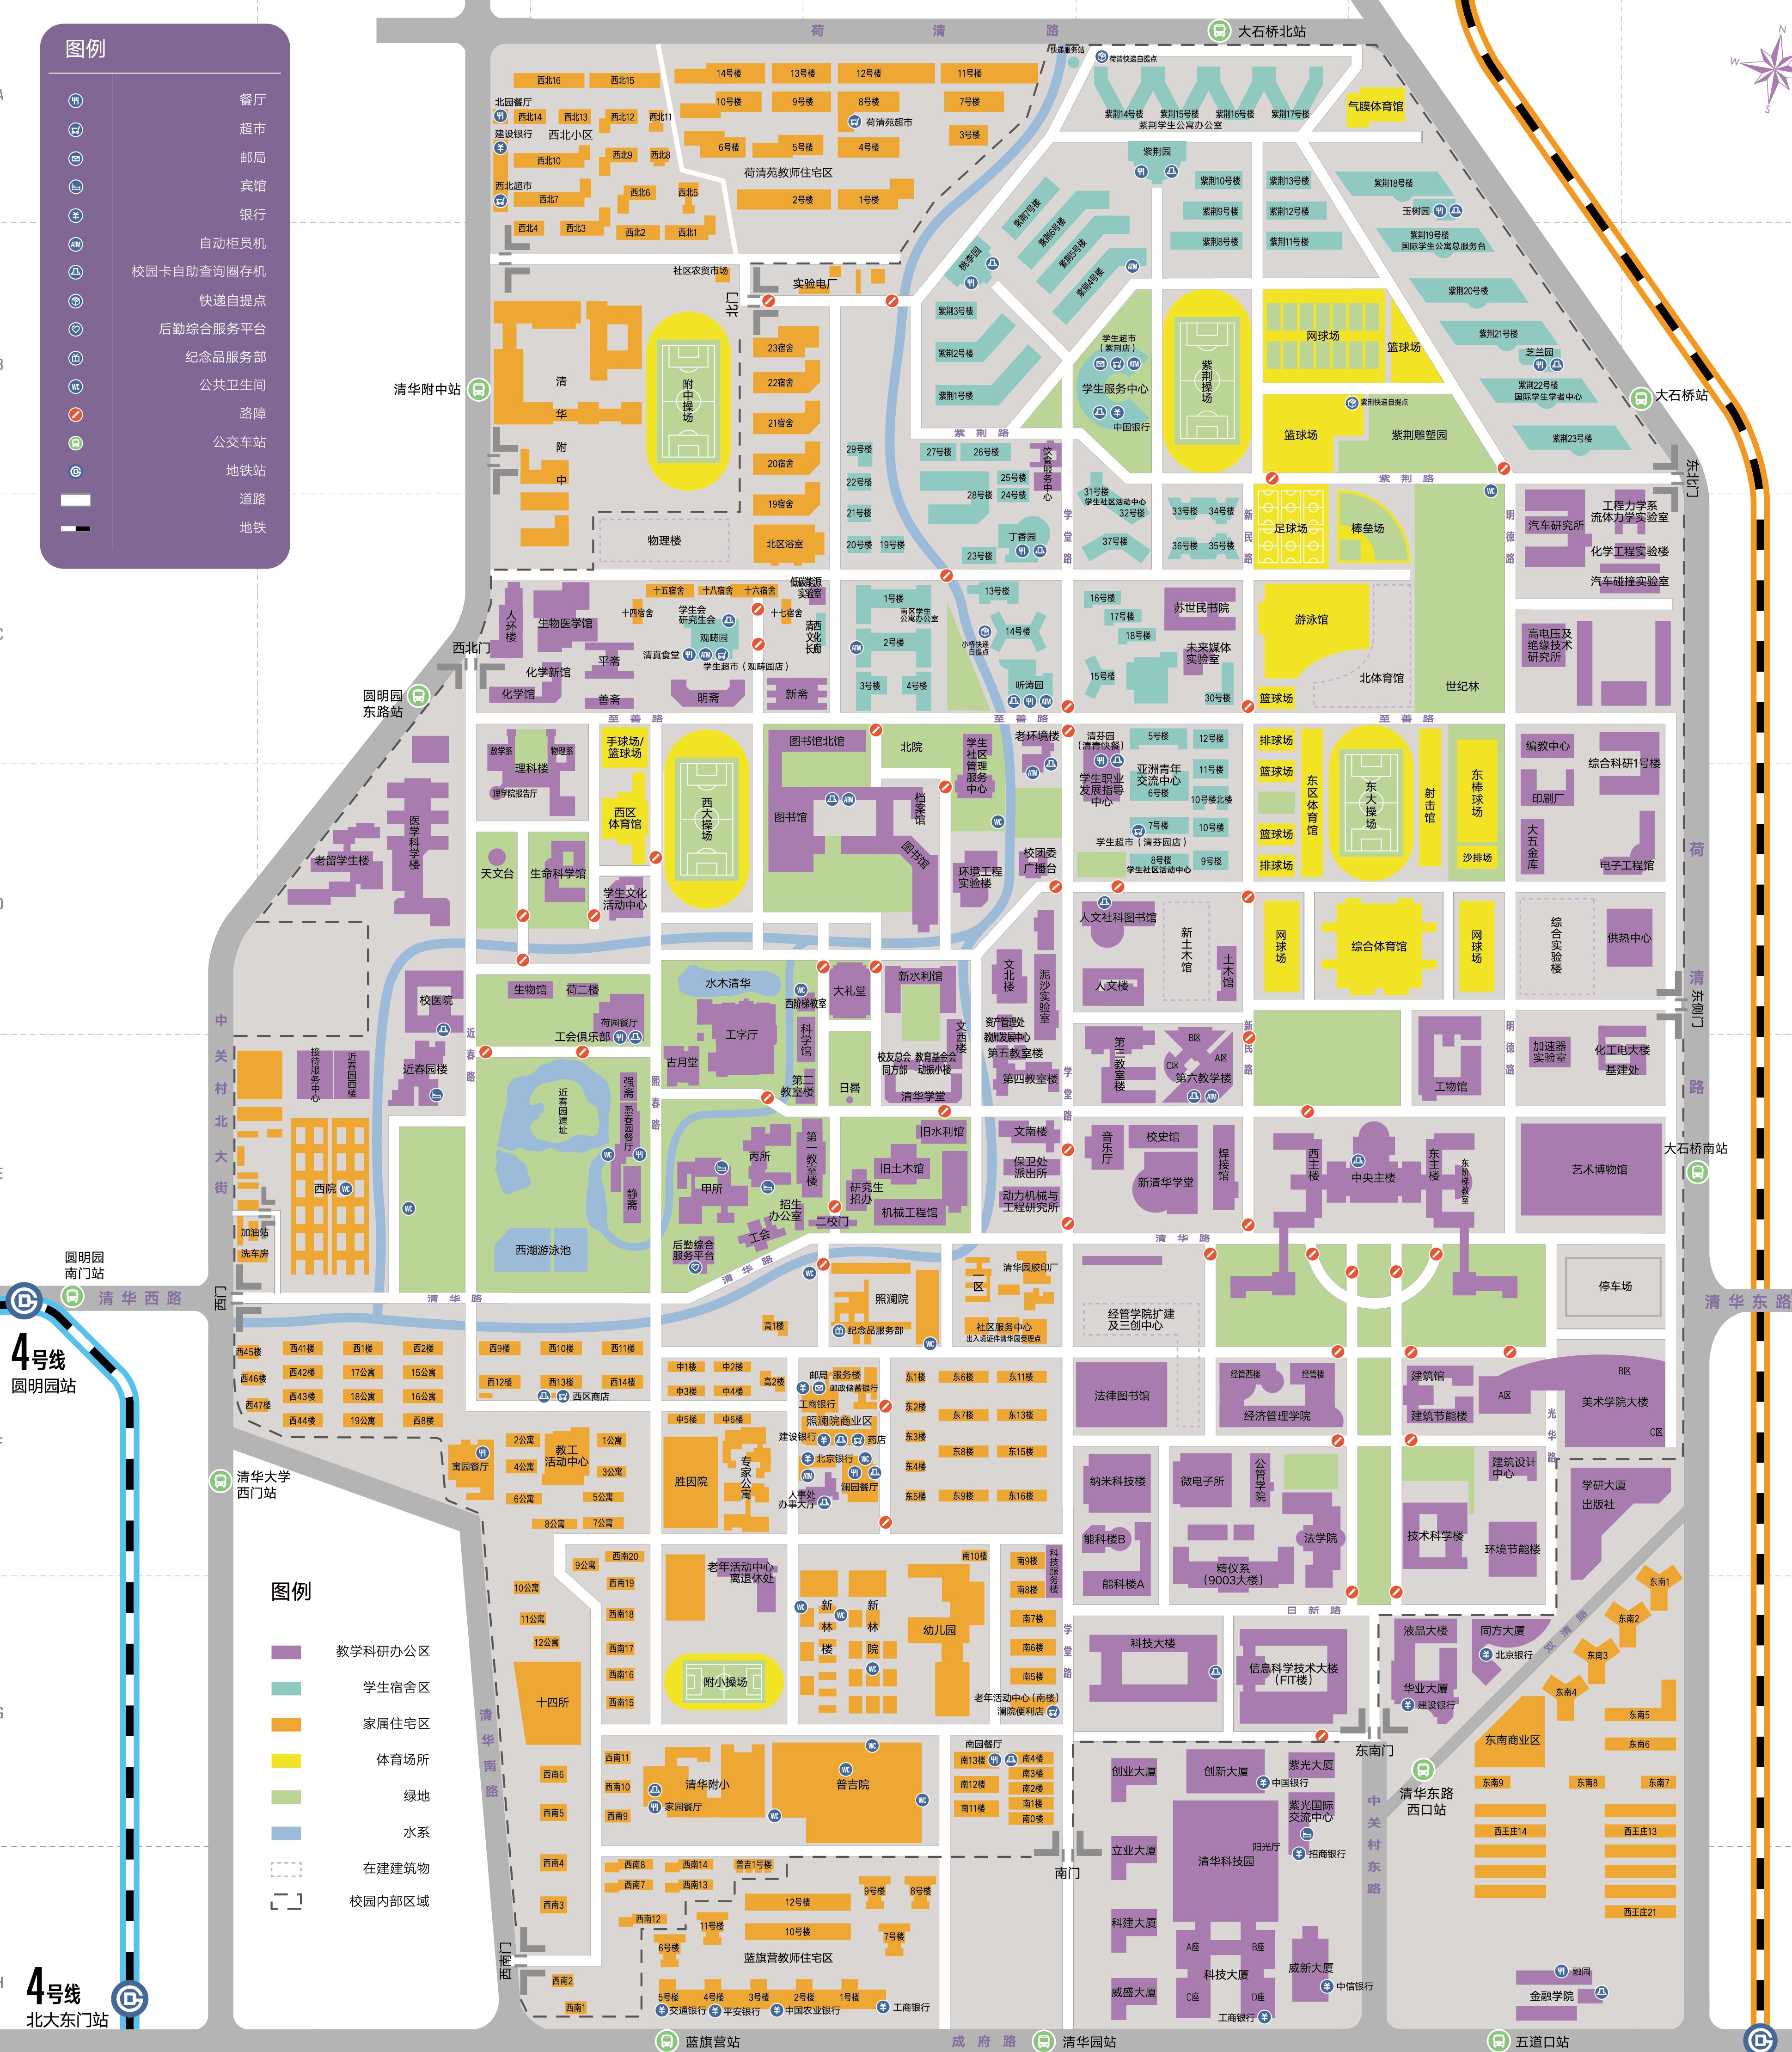 图例
餐厅
超市
邮局
宾馆
银行
自动柜员机
校园卡自助查询圈存机
快递自提点
后勤综合服务平台
纪念品服务部
公共卫生间
路障
公交车站
地铁站
道路
地铁
荷清路
大石桥北站
快递服务站
荷清快递自提点
西北16
西北15
14号楼
13号楼
12号楼
11号楼
北园餐厅
西北14
西北13
西北12
西北11
10号楼
9号楼
8号楼
7号楼
荷清苑超市
建设银行
西北小区
西北10
西北9
西北8
6号楼
5号楼
4号楼
3号楼
荷清苑教师住宅区
西北超市
西北7
西北6
西北5
2号楼
1号楼
西北4
西北3
西北2
西北1
紫荆14号楼
紫荆15号楼
紫荆16号楼
紫荆17号楼
紫荆学生公寓办公室
气膜体育馆
紫荆园
紫荆10号楼
紫荆13号楼
紫荆18号楼
紫荆9号楼
紫荆12号楼
玉树园
紫荆8号楼
紫荆11号楼
紫荆19号楼
国际学生公寓总服务台
紫荆7号楼
紫荆6号楼
紫荆5号楼
紫荆4号楼
桃李园
紫荆3号楼
紫荆2号楼
紫荆1号楼
紫荆20号楼
紫荆21号楼
芝兰园
紫荆22号楼
国际学生学者中心
紫荆23号楼
社区农贸市场
北门
实验电厂
清华附中
附中操场
23宿舍
22宿舍
21宿舍
20宿舍
19宿舍
北区浴室
物理楼
清华附中站
学生超市
(紫荆店)
学生服务中心
中国银行
紫荆操场
网球场
篮球场
篮球场
紫荆快递自提点
紫荆雕塑园
大石桥站
紫荆路
紫荆路
东北门
29号楼
22号楼
21号楼
20号楼
19号楼
27号楼
26号楼
25号楼
28号楼
24号楼
饮食服务中心
丁香园
23号楼
学堂路
31号楼
学生社区活动中心
32号楼
33号楼
34号楼
37号楼
36号楼
35号楼
新民路
足球场
棒垒球场
明德路
汽车研究所
工程力学系
流体力学实验室
化学工程实验楼
汽车碰撞实验室
人环楼
生物医学馆
十五宿舍
十八宿舍
十六宿舍
低碳能源
实验室
十四宿舍
学生会
研究生会
十七宿舍
观畴园
清真食堂
学生超市(观畴园店)
清西文化长廊
平斋
化学新馆
化学馆
善斋
明斋
新斋
西北门
圆明园
东路站
1号楼
南区学生
公寓办公室
2号楼
3号楼
4号楼
13号楼
14号楼
小桥快递
自提点
听涛园
16号楼
17号楼
18号楼
15号楼
苏世民书院
未来媒体
实验室
30号楼
游泳馆
北体育馆
篮球场
世纪林
高电压及
绝缘技术
研究所
至善路
至善路
至善路
数学系
物理系
理科楼
理学院报告厅
手球场/
篮球场
西区
体育馆
西大操场
图书馆北馆
北院
图书馆
档案馆
图书馆
学生社区管理服务中心
老环境楼
环境工程
实验楼
校团委
广播台
清芬园
(清青快餐)
学生职业
发展指导
中心
5号楼
12号楼
亚洲青年
交流中心
6号楼
11号楼
10号楼北楼
7号楼
10号楼
学生超市(清芬园店)
8号楼
学生社区活动中心
9号楼
排球场
篮球场
篮球场
排球场
东区体育馆
东大操场
射击馆
东棒球场
沙排场
编教中心
综合科研1号楼
印刷厂
大五金库
电子工程馆
荷清路
医学科学楼
老留学生楼
天文台
生命科学馆
学生文化
活动中心
人文社科图书馆
新土木馆
土木馆
人文楼
网球场
综合体育馆
网球场
综合实验楼
供热中心
东侧门
校医院
生物馆
荷二楼
荷园餐厅
工会俱乐部
近春路
水木清华
工字厅
古月堂
西阶梯教室
科学馆
大礼堂
新水利馆
文西楼
文北楼
泥沙实验室
资产管理处
教师发展中心
第五教室楼
第四教室楼
校友总会
同方部
教育基金会
动振小楼
清华学堂
日晷
第二
教室楼
第三教室楼
B区
A区
C区
第六教学楼
学堂路
新民路
工物馆
明德路
加速器
实验室
化工电大楼
基建处
中关村北大街
接待服务中心
近春园西楼
近春园楼
近春园遗址
强斋
熙春园餐厅
熙春路
静斋
西湖游泳池
西院
加油站
洗车房
西门
丙所
甲所
第一教室楼
招生
办公室
二校门
工会
后勤综合
服务平台
旧水利馆
旧土木馆
研究生
招办
机械工程馆
文南楼
保卫处
派出所
动力机械与
工程研究所
音乐厅
校史馆
焊接馆
新清华学堂
西主楼
中央主楼
东主楼
东阶梯教室
艺术博物馆
大石桥南站
清华路
清华路
清华路
圆明园
南门站
清华西路
清华东路
4号线
圆明园站
照澜院
纪念品服务部
一区
清华园胶印厂
社区服务中心
出入境证件清华园受理点
高1楼
经管学院扩建
及三创中心
停车场
西45楼
西41楼
西1楼
西2楼
西46楼
西42楼
17公寓
15公寓
西47楼
西43楼
18公寓
16公寓
西44楼
19公寓
西8楼
西9楼
西10楼
西11楼
西12楼
西13楼
西14楼
西区商店
中1楼
中2楼
中3楼
中4楼
高2楼
中5楼
中6楼
邮局
服务楼
邮政储蓄银行
工商银行
照澜院商业区
建设银行
药店
北京银行
澜园餐厅
人事处
办事大厅
东1楼
东6楼
东11楼
东2楼
东7楼
东13楼
东3楼
东8楼
东15楼
东4楼
东5楼
东9楼
东16楼
法律图书馆
经管西楼
经管楼
经济管理学院
建筑馆
建筑节能楼
A区
B区
美术学院大楼
C区
光华路
清华大学
西门站
寓园餐厅
2公寓
教工
活动中心
1公寓
4公寓
3公寓
6公寓
5公寓
8公寓
7公寓
胜因院
专家公寓
纳米科技楼
微电子所
公管学院
能科楼B
能科楼A
精仪系
(9003大楼)
法学院
建筑设计
中心
技术科学楼
环境节能楼
学研大厦
出版社
图例
教学科研办公区
学生宿舍区
家属住宅区
体育场所
绿地
水系
在建建筑物
校园内部区域
9公寓
西南20
10公寓
西南19
11公寓
西南18
12公寓
西南17
西南16
西南15
十四所
老年活动中心
离退休处
附小操场
新林楼
新林院
幼儿园
南10楼
南9楼
南8楼
科技服务楼
南7楼
南6楼
南5楼
老年活动中心(南楼)
澜院便利店
学堂路
日新路
科技大楼
信息科学技术大楼
(FIT楼)
液晶大楼
同方大厦
北京银行
华业大厦
建设银行
双清路
东南1
东南2
东南3
东南4
东南5
东南6
东南商业区
东南9
东南8
东南7
东南门
清华东路
西口站
清华南路
西南11
西南10
西南9
清华附小
家园餐厅
普吉院
南园餐厅
南13楼
南4楼
南3楼
南12楼
南2楼
南11楼
南1楼
南0楼
南门
西南6
西南5
西南4
西南3
西南2
西南1
西南门
西南8
西南14
普吉1号楼
西南7
西南13
西南12
11号楼
6号楼
12号楼
10号楼
9号楼
8号楼
7号楼
蓝旗营教师住宅区
5号楼
4号楼
3号楼
2号楼
1号楼
交通银行
平安银行
中国农业银行
工商银行
创业大厦
创新大厦
紫光大厦
中国银行
紫光国际
交流中心
阳光厅
招商银行
立业大厦
清华科技园
科建大厦
A座
B座
科技大厦
C座
D座
威新大厦
中信银行
威盛大厦
工商银行
中关村东路
西王庄14
西王庄13
西王庄21
融园
金融学院
4号线
北大东门站
蓝旗营站
成府路
清华园站
五道口站
N
W
S